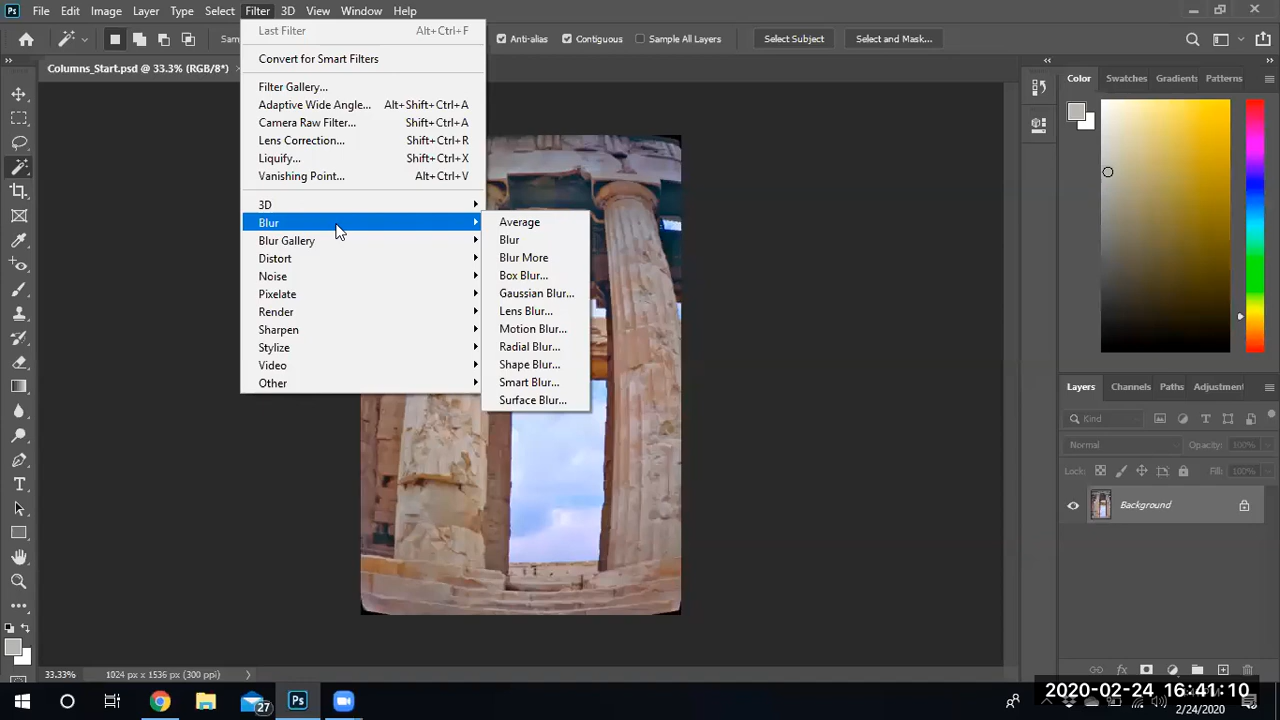 Ps File Edit Image Layer Type Select Filter 3D View Window Help
Anti-alias Contiguous Sample All Layers Select Subject Select and Mask...
Columns_Start.psd @ 33.3% (RGB/8*)
Last Filter Alt+Ctrl+F
Convert for Smart Filters
Filter Gallery...
Adaptive Wide Angle... Alt+Shift+Ctrl+A
Camera Raw Filter... Shift+Ctrl+A
Lens Correction... Shift+Ctrl+R
Liquify... Shift+Ctrl+X
Vanishing Point... Alt+Ctrl+V
3D
Blur
Blur Gallery
Distort
Noise
Pixelate
Render
Sharpen
Stylize
Video
Other
Average
Blur
Blur More
Box Blur...
Gaussian Blur...
Lens Blur...
Motion Blur...
Radial Blur...
Shape Blur...
Smart Blur...
Surface Blur...
Color Swatches Gradients Patterns
Layers Channels Paths Adjustment
Kind
Normal Opacity: 100%
Lock: Fill: 100%
Background
33.33% 1024 px x 1536 px (300 ppi)
27 Ps
2020-02-24 16:41:10
2/24/2020